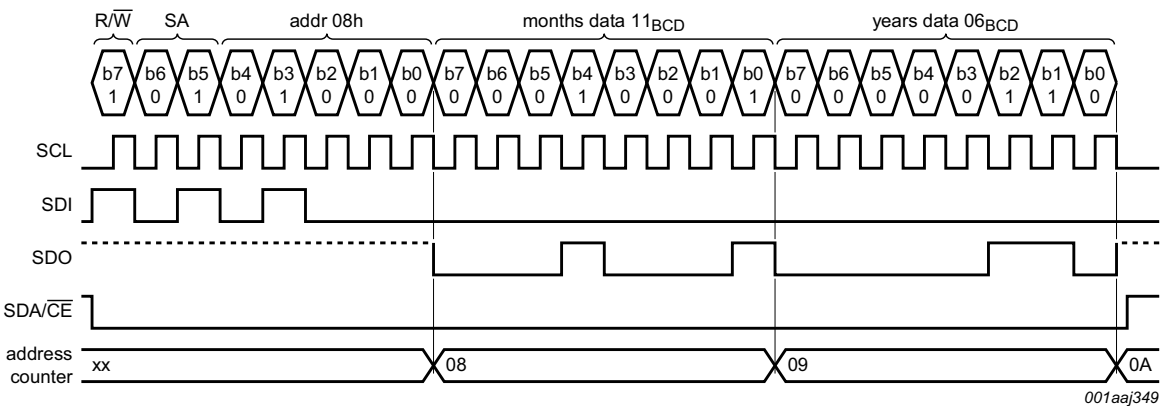 R/W SA addr 08h months data 11BCD years data 06BCD
b7 b6 b5 b4 b3 b2 b1 b0 b7 b6 b5 b4 b3 b2 b1 b0 b7 b6 b5 b4 b3 b2 b1 b0
1 0 1 0 1 0 0 0 0 0 0 1 0 0 0 1 0 0 0 0 0 1 1 0
SCL
SDI
SDO
SDA/CE
address
counter
xx 08 09 0A
001aaj349